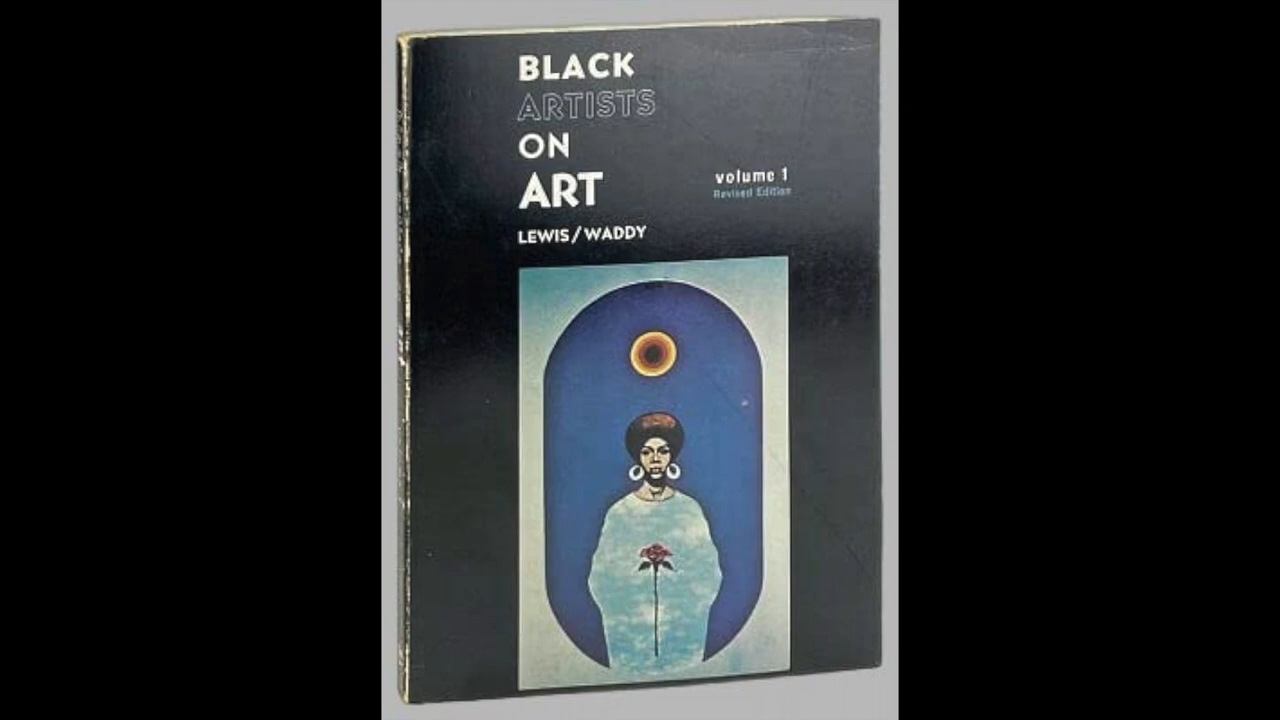 BLACK
ARTISTS
ON
ART
volume 1
Revised Edition
LEWIS/WADDY